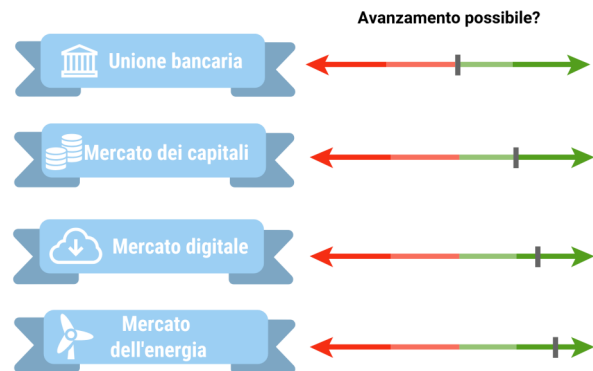 Avanzamento possibile?
Unione bancaria
Mercato dei capitali
Mercato digitale
Mercato
dell'energia